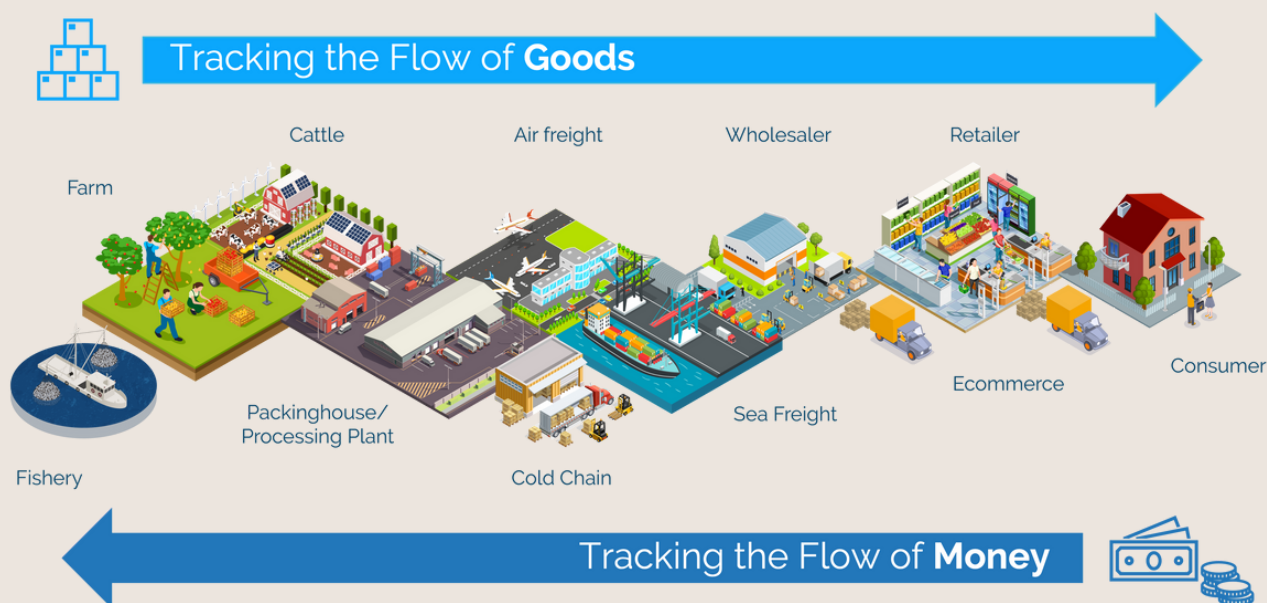 Tracking the Flow of Goods
Cattle
Air freight
Wholesaler
Retailer
Farm
Consumer
Ecommerce
Packinghouse/
Processing Plant
Sea Freight
Fishery
Cold Chain
Tracking the Flow of Money